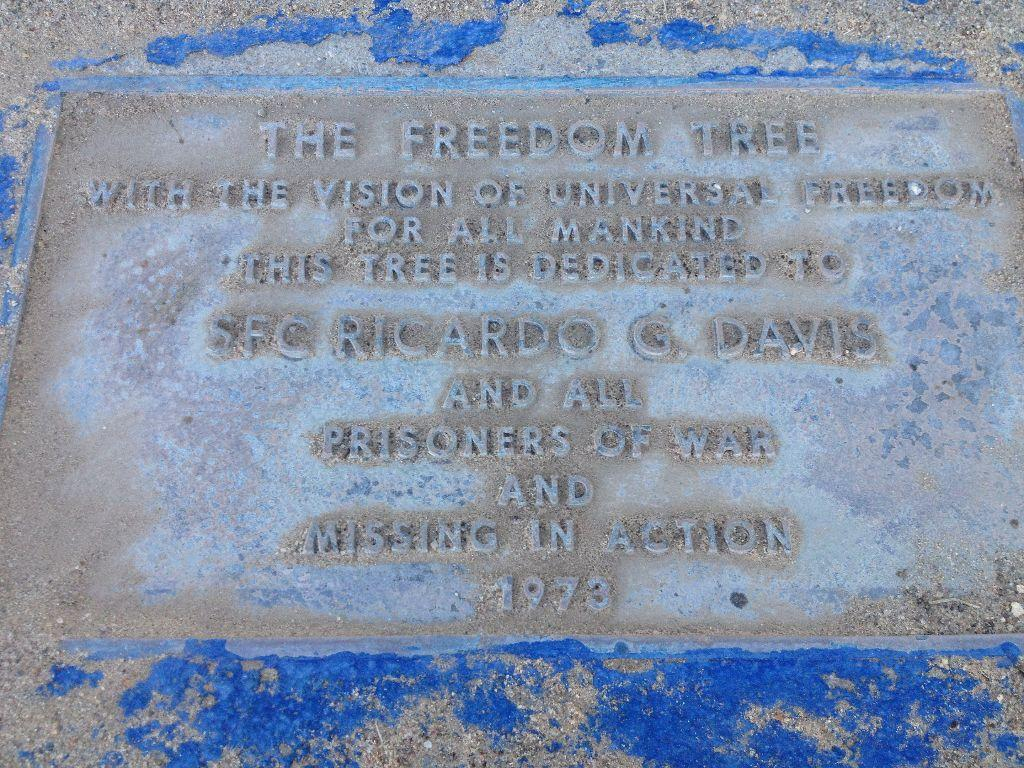 THE FREEDOM TREE
WITH THE VISION OF UNIVERSAL FREEDOM
FOR ALL MANKIND
THIS TREE IS DEDICATED TO
SFC RICARDO G. DAVIS
AND ALL
PRISONERS OF WAR
AND
MISSING IN ACTION
1973